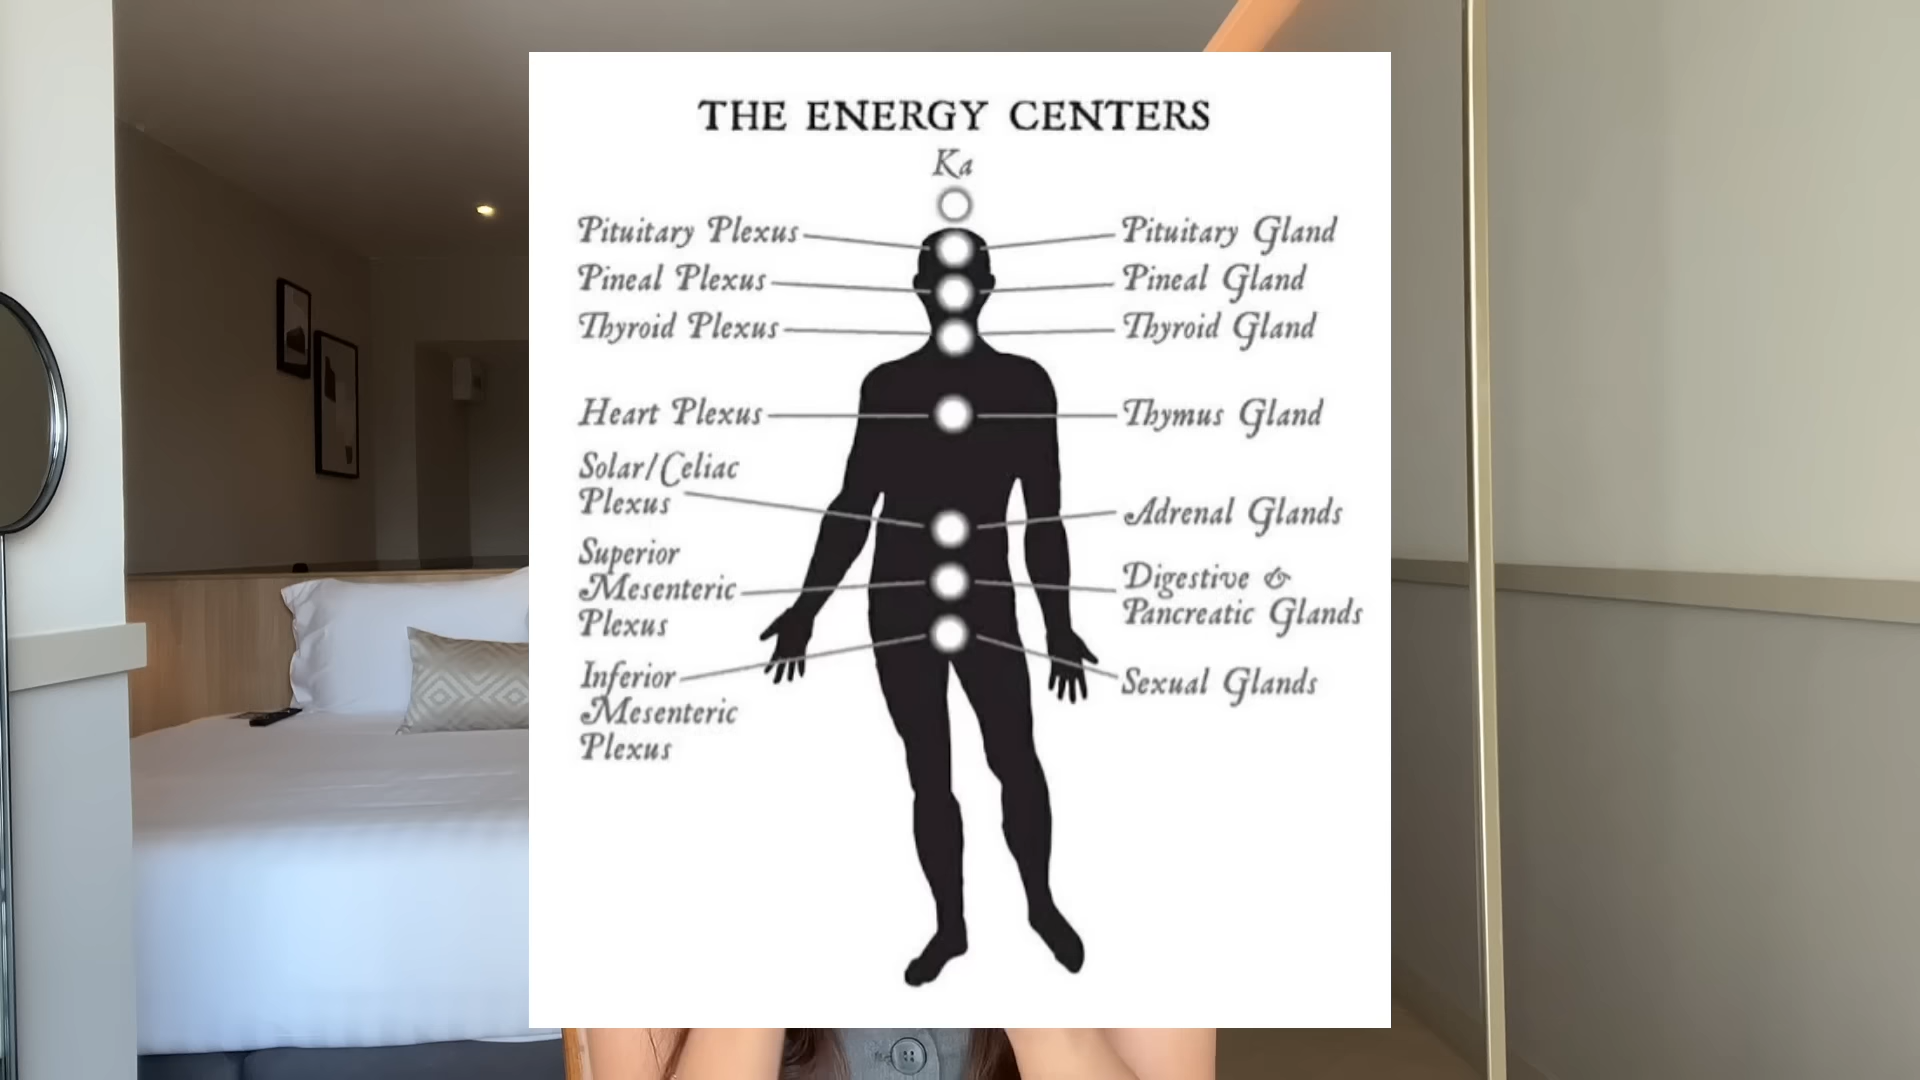 THE ENERGY CENTERS
Ka
Pituitary Plexus
Pituitary Gland
Pineal Plexus
Pineal Gland
Thyroid Plexus
Thyroid Gland
Heart Plexus
Thymus Gland
Solar/Celiac
Plexus
Adrenal Glands
Superior
Mesenteric
Plexus
Digestive &
Pancreatic Glands
Inferior
Mesenteric
Plexus
Sexual Glands